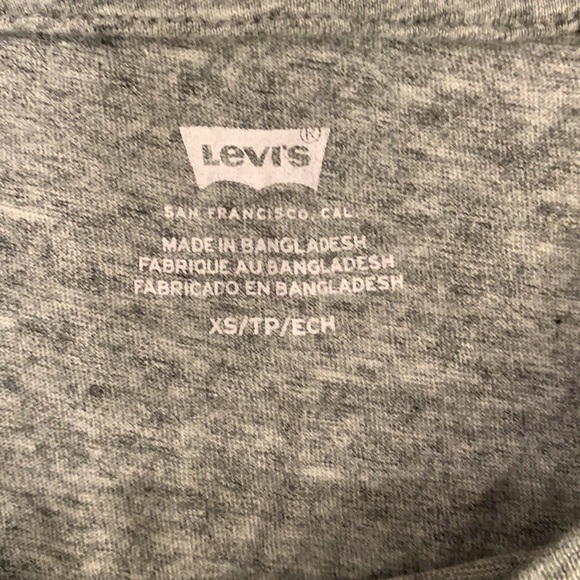 Levi's®
SAN FRANCISCO, CAL.
MADE IN BANGLADESH
FABRIQUE AU BANGLADESH
FABRICADO EN BANGLADESH
XS/TP/ECH